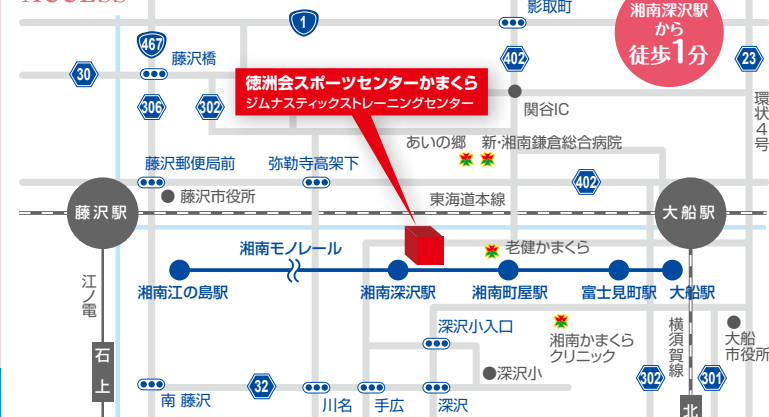 ACCESS
1
影取町
湘南深沢駅
から
徒歩1分
467
藤沢橋
30
402
23
徳洲会スポーツセンターかまくら
ジムナスティックストレーニングセンター
306
302
関谷IC
環状4号
あいの郷
新・湘南鎌倉総合病院
藤沢郵便局前
弥勒寺高架下
402
藤沢市役所
東海道本線
藤沢駅
大船駅
湘南モノレール
老健かまくら
江ノ電
湘南江の島駅
湘南深沢駅
湘南町屋駅
富士見町駅
大船駅
深沢小入口
湘南かまくら
クリニック
横須賀線
大船
市役所
石上
深沢小
32
302
301
南 藤沢
川名
手広
深沢
北